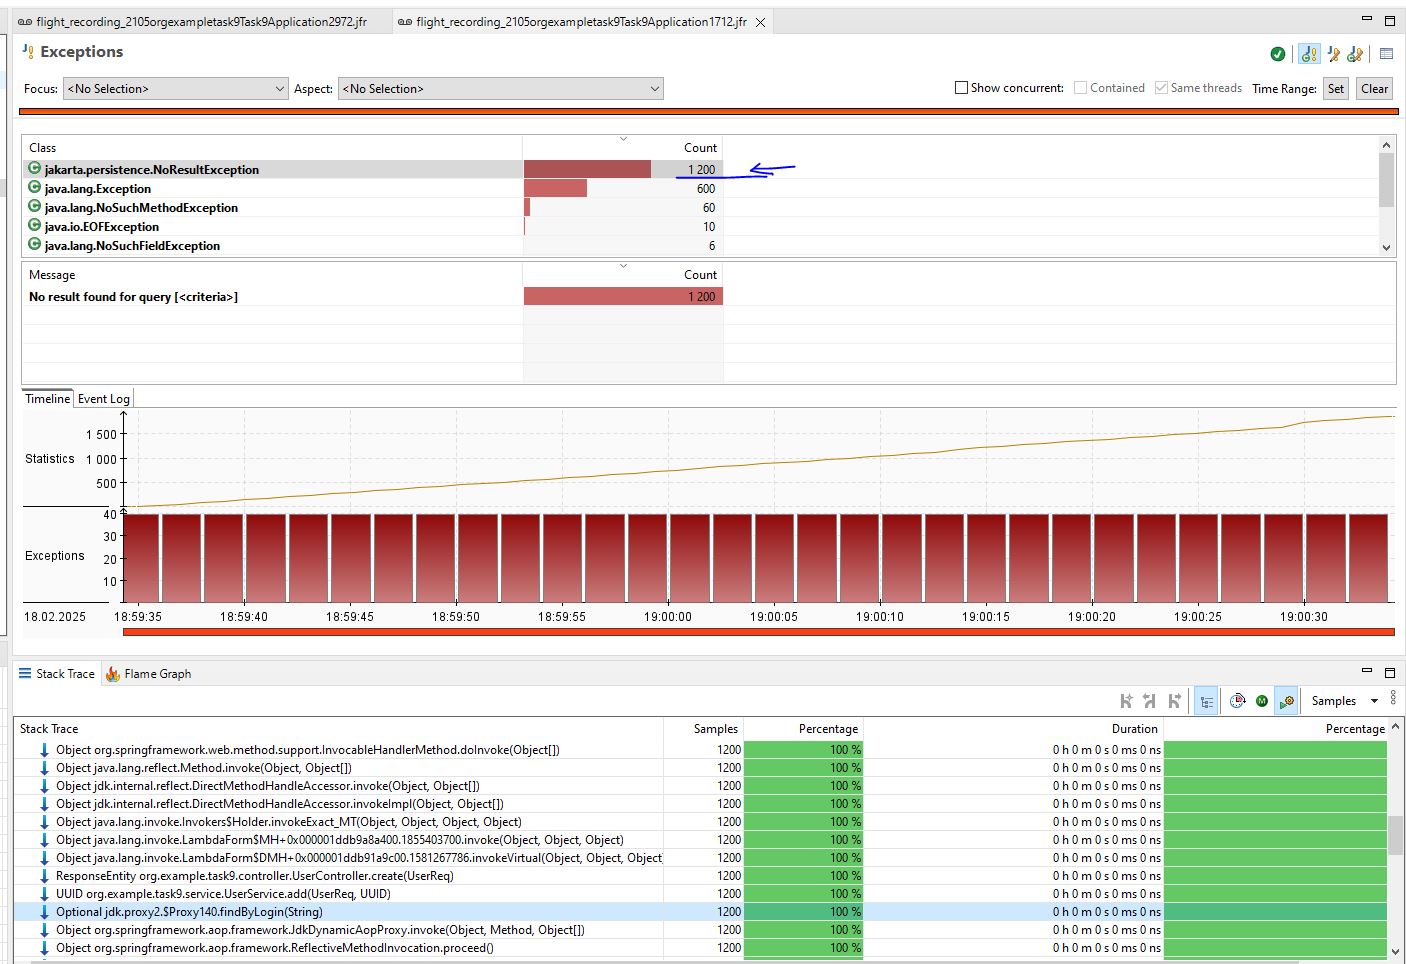 flight_recording_2105orgexampletask9Task9Application2972.jfr
flight_recording_2105orgexampletask9Task9Application1712.jfr
Exceptions
Focus: <No Selection> Aspect: <No Selection> Show concurrent: Contained Same threads Time Range: Set Clear
Class Count
jakarta.persistence.NoResultException 1 200
java.lang.Exception 600
java.lang.NoSuchMethodException 60
java.io.EOFException 10
java.lang.NoSuchFieldException 6
Message Count
No result found for query [<criteria>] 1 200
Timeline Event Log
1 500
Statistics 1 000
500
40
30
Exceptions
20
10
18.02.2025 18:59:35 18:59:40 18:59:45 18:59:50 18:59:55 19:00:00 19:00:05 19:00:10 19:00:15 19:00:20 19:00:25 19:00:30
Stack Trace Flame Graph
Samples
Stack Trace Samples Percentage Duration Percentage
Object org.springframework.web.method.support.InvocableHandlerMethod.doInvoke(Object[]) 1200 100 % 0 h 0 m 0 s 0 ms 0 ns
Object java.lang.reflect.Method.invoke(Object, Object[]) 1200 100 % 0 h 0 m 0 s 0 ms 0 ns
Object jdk.internal.reflect.DirectMethodHandleAccessor.invoke(Object, Object[]) 1200 100 % 0 h 0 m 0 s 0 ms 0 ns
Object jdk.internal.reflect.DirectMethodHandleAccessor.invokeImpl(Object, Object[]) 1200 100 % 0 h 0 m 0 s 0 ms 0 ns
Object java.lang.invoke.Invokers$Holder.invokeExact_MT(Object, Object, Object, Object) 1200 100 % 0 h 0 m 0 s 0 ms 0 ns
Object java.lang.invoke.LambdaForm$MH+0x000001ddb9a8a400.1855403700.invoke(Object, Object, Object) 1200 100 % 0 h 0 m 0 s 0 ms 0 ns
Object java.lang.invoke.LambdaForm$DMH+0x000001ddb91a9c00.1581267786.invokeVirtual(Object, Object, Object 1200 100 % 0 h 0 m 0 s 0 ms 0 ns
ResponseEntity org.example.task9.controller.UserController.create(UserReq) 1200 100 % 0 h 0 m 0 s 0 ms 0 ns
UUID org.example.task9.service.UserService.add(UserReq, UUID) 1200 100 % 0 h 0 m 0 s 0 ms 0 ns
Optional jdk.proxy2.$Proxy140.findByLogin(String) 1200 100 % 0 h 0 m 0 s 0 ms 0 ns
Object org.springframework.aop.framework.JdkDynamicAopProxy.invoke(Object, Method, Object[]) 1200 100 % 0 h 0 m 0 s 0 ms 0 ns
Object org.springframework.aop.framework.ReflectiveMethodInvocation.proceed() 1200 100 % 0 h 0 m 0 s 0 ms 0 ns